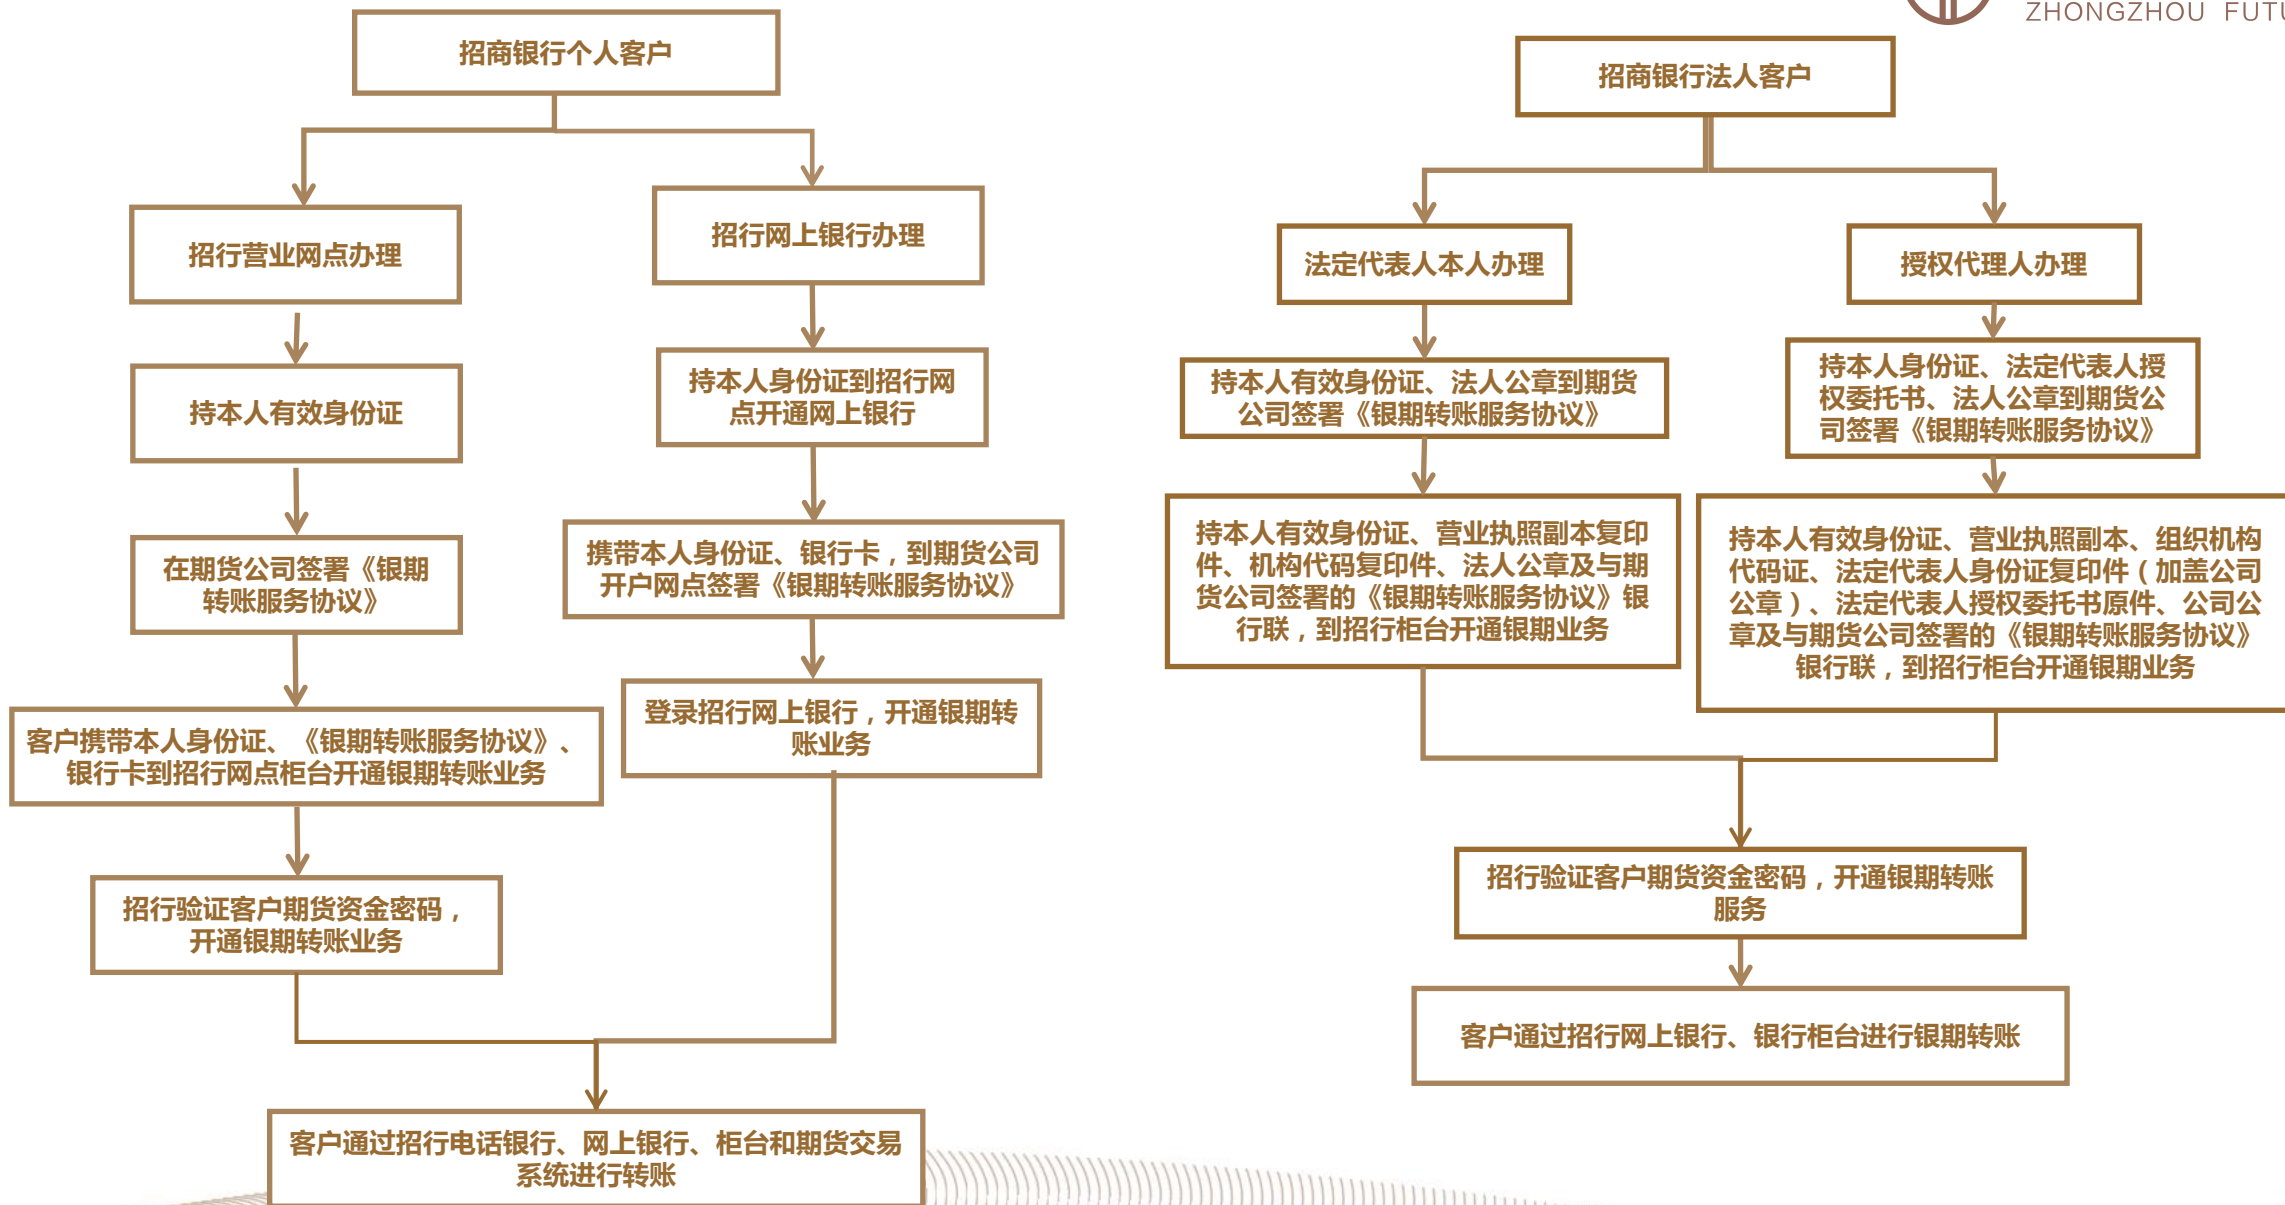 ZHONGZHOU FUTU
招商银行个人客户
招行营业网点办理
持本人有效身份证
在期货公司签署《银期
转账服务协议》
客户携带本人身份证、《银期转账服务协议》、
银行卡到招行网点柜台开通银期转账业务
招行验证客户期货资金密码，
开通银期转账业务
招行网上银行办理
持本人身份证到招行网
点开通网上银行
携带本人身份证、银行卡，到期货公司
开户网点签署《银期转账服务协议》
登录招行网上银行，开通银期转
账业务
客户通过招行电话银行、网上银行、柜台和期货交易
系统进行转账
招商银行法人客户
法定代表人本人办理
持本人有效身份证、法人公章到期货
公司签署《银期转账服务协议》
持本人有效身份证、营业执照副本复印
件、机构代码复印件、法人公章及与期
货公司签署的《银期转账服务协议》银
行联，到招行柜台开通银期业务
授权代理人办理
持本人身份证、法定代表人授
权委托书、法人公章到期货公
司签署《银期转账服务协议》
持本人有效身份证、营业执照副本、组织机构
代码证、法定代表人身份证复印件（加盖公司
公章）、法定代表人授权委托书原件、公司公
章及与期货公司签署的《银期转账服务协议》
银行联，到招行柜台开通银期业务
招行验证客户期货资金密码，开通银期转账
服务
客户通过招行网上银行、银行柜台进行银期转账